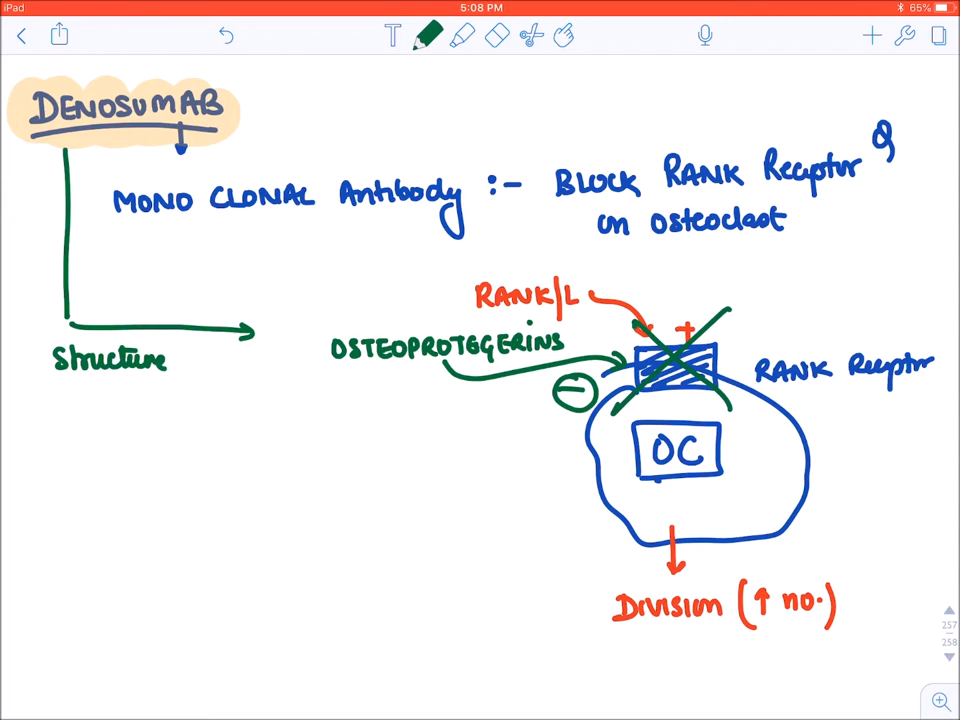 iPad
5:08 PM
65%
T
DENOSUMAB
MONO CLONAL Antibody :- BLOCK RANK Receptor
on osteoclast
RANK/L
+
OSTEOPROTEGERINS
Structure
RANK Receptor
OC
Division (↑ no.)
257
258